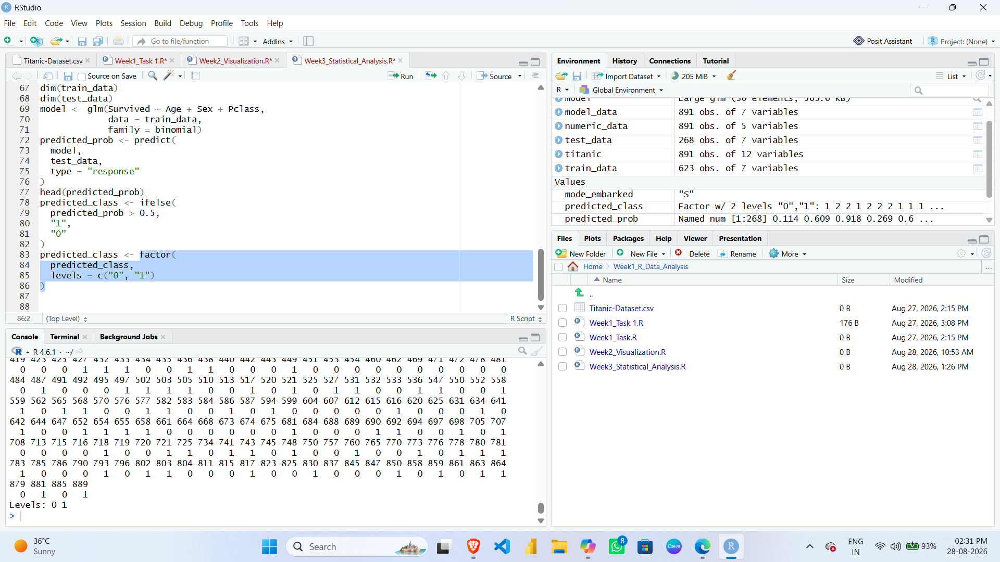 RStudio
File Edit Code View Plots Session Build Debug Profile Tools Help
Go to file/function Addins Posit Assistant Project: (None)
Titanic-Dataset.csv Week1_Task 1.R* Week2_Visualization.R* Week3_Statistical_Analysis.R*
Source on Save Run Source
67 dim(train_data)
68 dim(test_data)
69 model <- glm(Survived ~ Age + Sex + Pclass,
70 data = train_data,
71 family = binomial)
72 predicted_prob <- predict(
73 model,
74 test_data,
75 type = "response"
76 )
77 head(predicted_prob)
78 predicted_class <- ifelse(
79 predicted_prob > 0.5,
80 "1",
81 "0"
82 )
83 predicted_class <- factor(
84 predicted_class,
85 levels = c("0", "1")
86 )
87
88
86:2 (Top Level) R Script
Console Terminal Background Jobs
R 4.6.1 · ~/
419 423 425 427 432 433 434 435 436 438 440 442 443 449 451 453 454 460 462 469 471 472 478 481
0 0 0 1 1 1 0 0 1 1 0 0 0 1 0 0 0 0 0 0 0 0 0 0
484 487 491 492 495 497 502 503 505 510 513 517 520 521 525 527 531 532 533 536 547 550 552 558
0 1 0 0 0 1 1 1 1 0 0 1 0 1 0 1 1 0 0 1 1 0 0 1
559 562 565 568 570 576 577 582 583 584 586 587 594 599 604 607 612 615 616 620 625 631 634 641
1 0 1 1 0 0 1 1 0 0 1 0 1 0 0 0 0 0 1 0 0 0 1 0
642 644 647 652 654 655 658 661 664 668 673 674 675 681 684 688 689 690 692 694 697 698 705 707
1 0 0 1 1 1 1 0 0 0 0 0 0 1 0 0 0 1 1 0 0 1 0 1
708 713 715 716 718 719 720 721 725 734 741 743 745 748 750 757 760 765 770 773 776 778 780 781
0 0 0 0 1 0 0 1 1 0 1 1 0 1 0 0 1 0 0 1 0 1 1 1
783 785 786 790 793 796 802 803 804 811 815 817 823 825 830 837 845 847 850 858 859 861 863 864
1 0 0 0 1 0 1 1 0 0 0 1 0 0 1 0 0 0 1 0 1 0 1 1
879 881 885 889
0 1 0 1
Levels: 0 1
>
Environment History Connections Tutorial
Import Dataset 205 MiB List
R Global Environment
model Large glm (30 elements, 565.6 kB)
model_data 891 obs. of 7 variables
numeric_data 891 obs. of 5 variables
test_data 268 obs. of 7 variables
titanic 891 obs. of 12 variables
train_data 623 obs. of 7 variables
Values
mode_embarked "S"
predicted_class Factor w/ 2 levels "0","1": 1 2 2 1 2 2 2 1 1 1 ...
predicted_prob Named num [1:268] 0.114 0.609 0.918 0.269 0.6 ...
Files Plots Packages Help Viewer Presentation
New Folder New File Delete Rename More
Home Week1_R_Data_Analysis ...
Name Size Modified
..
Titanic-Dataset.csv 0 B Aug 27, 2026, 2:15 PM
Week1_Task 1.R 176 B Aug 27, 2026, 3:08 PM
Week1_Task.R 0 B Aug 27, 2026, 2:15 PM
Week2_Visualization.R 0 B Aug 28, 2026, 10:53 AM
Week3_Statistical_Analysis.R 0 B Aug 28, 2026, 1:26 PM
36°C
Sunny
Search
Canva
8
R
ENG
IN
93%
02:31 PM
28-08-2026